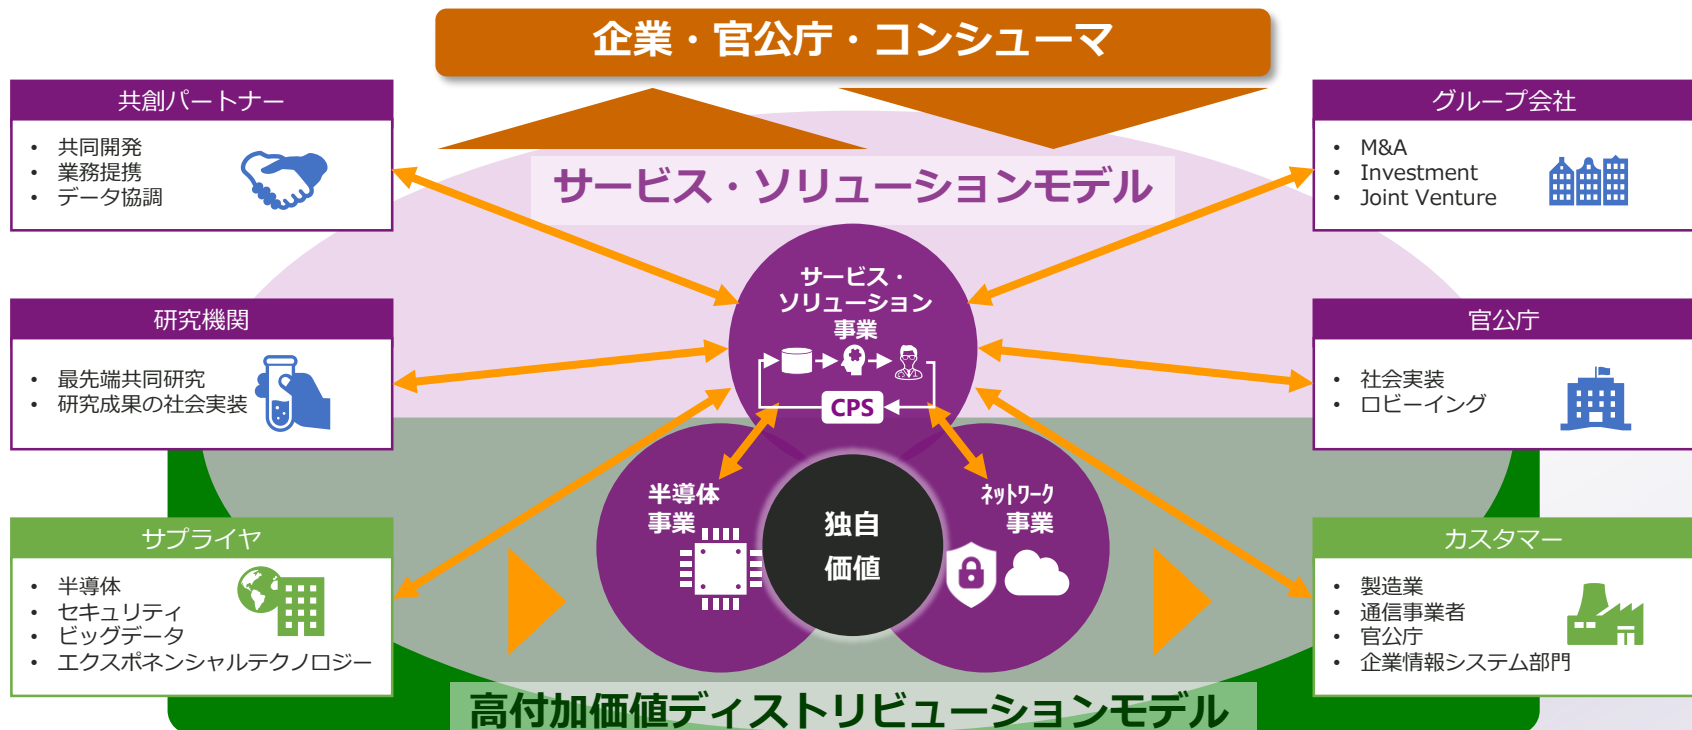 企業・官公庁・コンシューマ
共創パートナー
• 共同開発
• 業務提携
• データ協調
グループ会社
• M&A
• Investment
• Joint Venture
サービス・ソリューションモデル
サービス・
ソリューション
事業
CPS
研究機関
• 最先端共同研究
• 研究成果の社会実装
官公庁
• 社会実装
• ロビーイング
半導体
事業
独自
価値
ﾈｯﾄﾜｰｸ
事業
サプライヤ
• 半導体
• セキュリティ
• ビッグデータ
• エクスポネンシャルテクノロジー
カスタマー
• 製造業
• 通信事業者
• 官公庁
• 企業情報システム部門
高付加価値ディストリビューションモデル